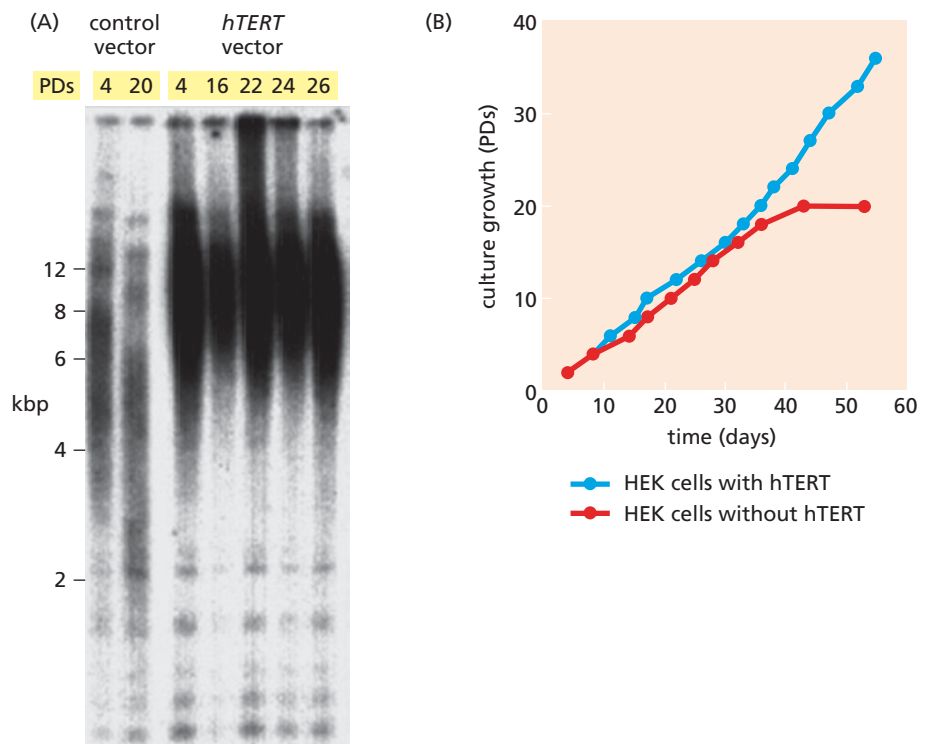 (A)
control
vector
hTERT
vector
PDs 4 20 4 16 22 24 26
12
8
6
kbp
4
2
(B)
culture growth (PDs)
40
30
20
10
0
0 10 20 30 40 50 60
time (days)
HEK cells with hTERT
HEK cells without hTERT